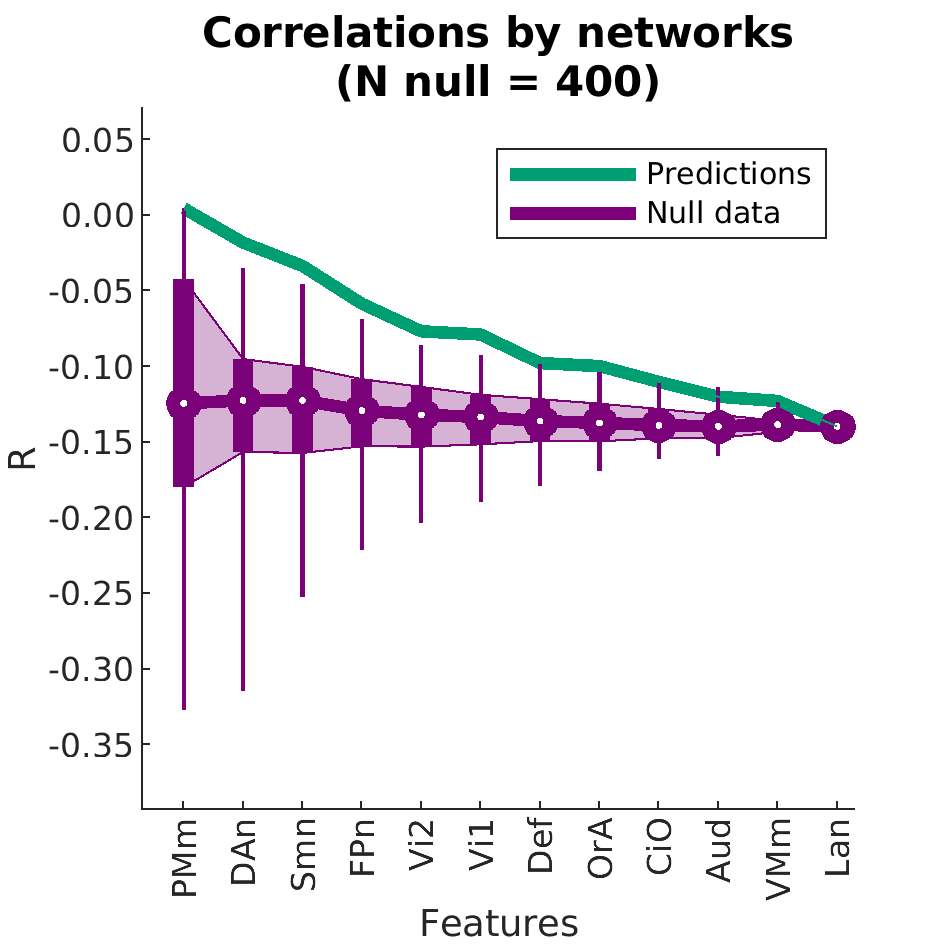 Correlations by networks
(N null = 400)
0.05
0.00
-0.05
-0.10
-0.15
-0.20
-0.25
-0.30
-0.35
R
Predictions
Null data
PMm
DAn
Smn
FPn
Vi2
Vi1
Def
OrA
CiO
Aud
VMm
Lan
Features